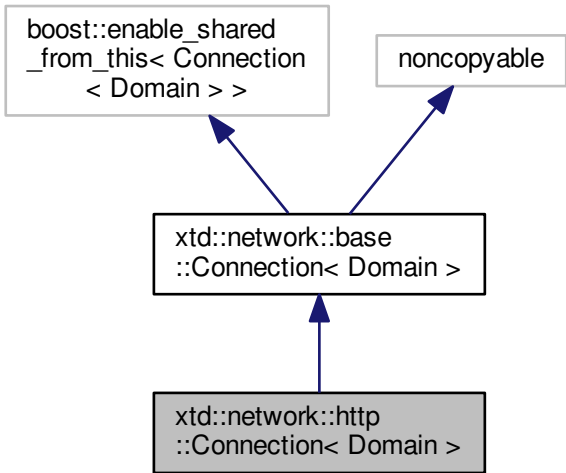 boost::enable_shared
_from_this< Connection
< Domain > >
noncopyable
xtd::network::base
::Connection< Domain >
xtd::network::http
::Connection< Domain >